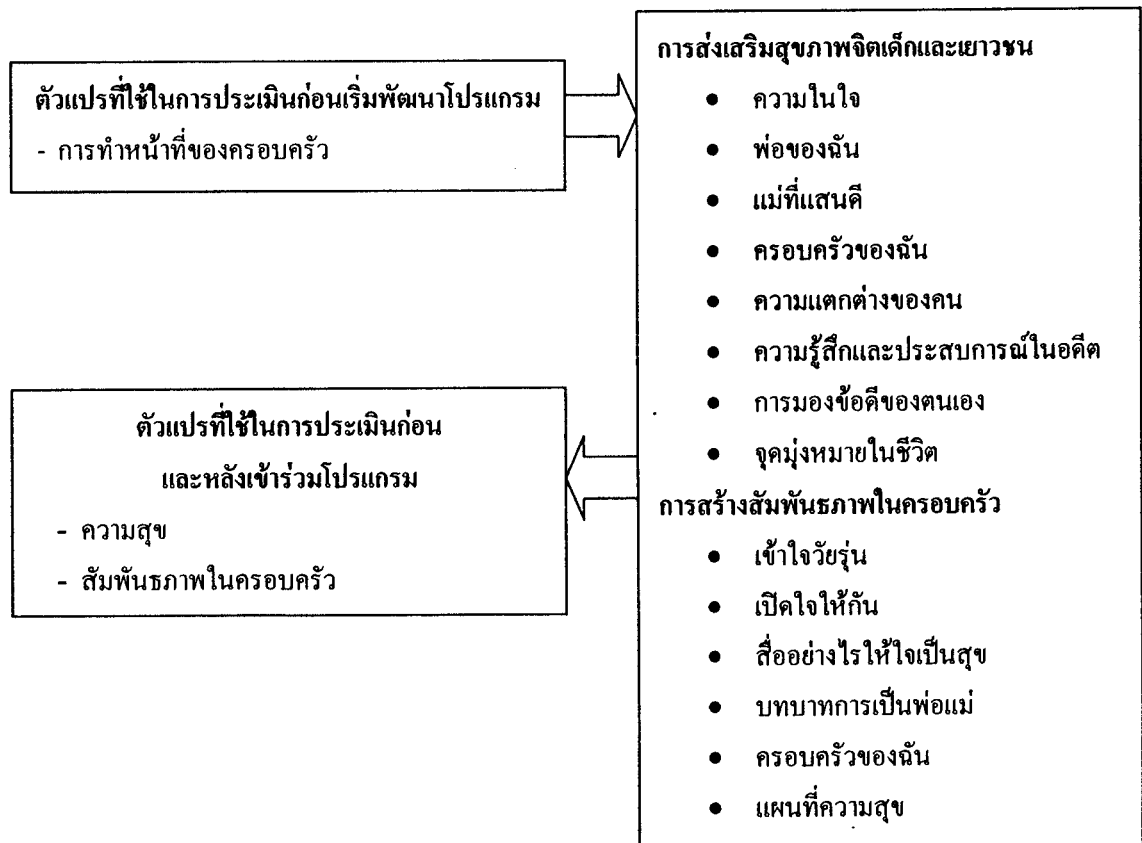 ตัวแปรที่ใช้ในการประเมินก่อนเริ่มพัฒนาโปรแกรม
- การทำหน้าที่ของครอบครัว
ตัวแปรที่ใช้ในการประเมินก่อน
และหลังเข้าร่วมโปรแกรม
- ความสุข
- สัมพันธภาพในครอบครัว
การส่งเสริมสุขภาพจิตเด็กและเยาวชน
• ความในใจ
• พ่อของฉัน
• แม่ที่แสนดี
• ครอบครัวของฉัน
• ความแตกต่างของคน
• ความรู้สึกและประสบการณ์ในอดีต
• การมองข้อดีของตนเอง
• จุดมุ่งหมายในชีวิต
การสร้างสัมพันธภาพในครอบครัว
• เข้าใจวัยรุ่น
• เปิดใจให้กัน
• สื่ออย่างไรให้ใจเป็นสุข
• บทบาทการเป็นพ่อแม่
• ครอบครัวของฉัน
• แผนที่ความสุข